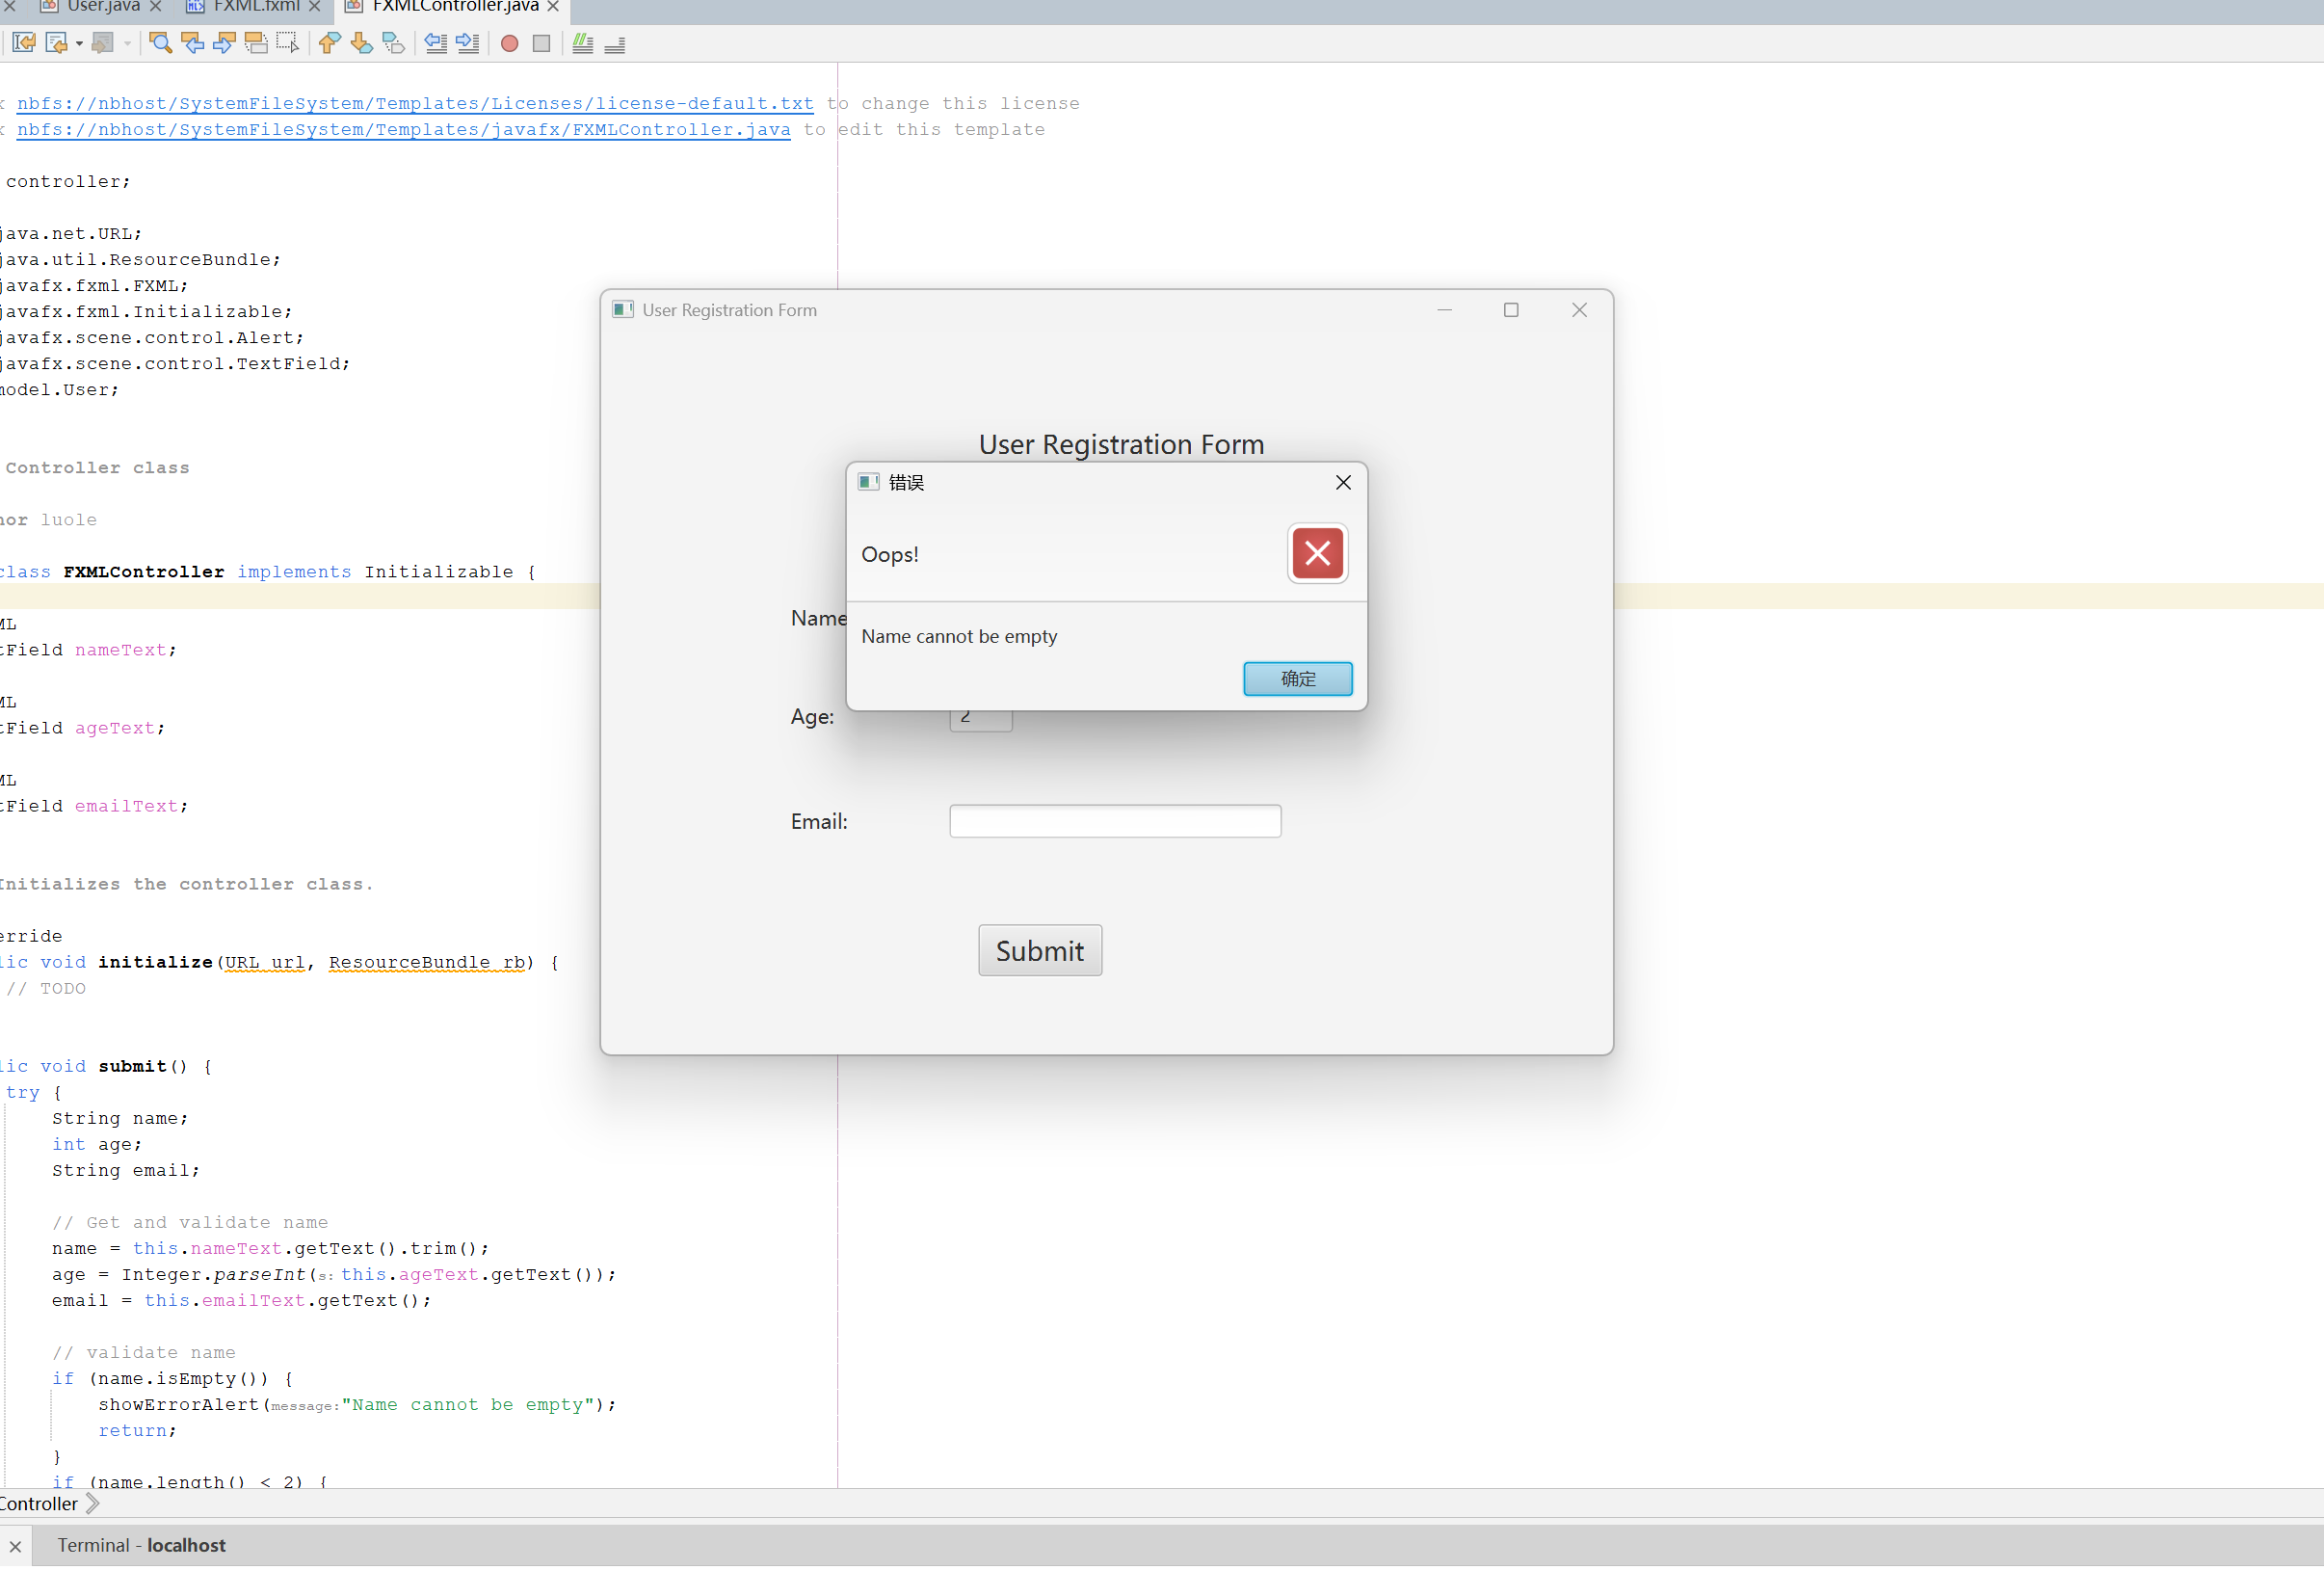 User.java
FXML.fxml
FXMLController.java
nbfs://nbhost/SystemFileSystem/Templates/Licenses/license-default.txt to change this license
nbfs://nbhost/SystemFileSystem/Templates/javafx/FXMLController.java to edit this template
controller;
java.net.URL;
java.util.ResourceBundle;
javafx.fxml.FXML;
javafx.fxml.Initializable;
javafx.scene.control.Alert;
javafx.scene.control.TextField;
model.User;
Controller class
hor luole
class FXMLController implements Initializable {
ML
tField nameText;
ML
tField ageText;
ML
tField emailText;
Initializes the controller class.
erride
lic void initialize(URL url, ResourceBundle rb) {
// TODO
lic void submit() {
try {
String name;
int age;
String email;
// Get and validate name
name = this.nameText.getText().trim();
age = Integer.parseInt(s:this.ageText.getText());
email = this.emailText.getText();
// validate name
if (name.isEmpty()) {
showErrorAlert(message:"Name cannot be empty");
return;
}
if (name.length() < 2) {
User Registration Form
User Registration Form
错误
Oops!
Name cannot be empty
确定
Name
Age:
2
Email:
Submit
Controller
Terminal - localhost